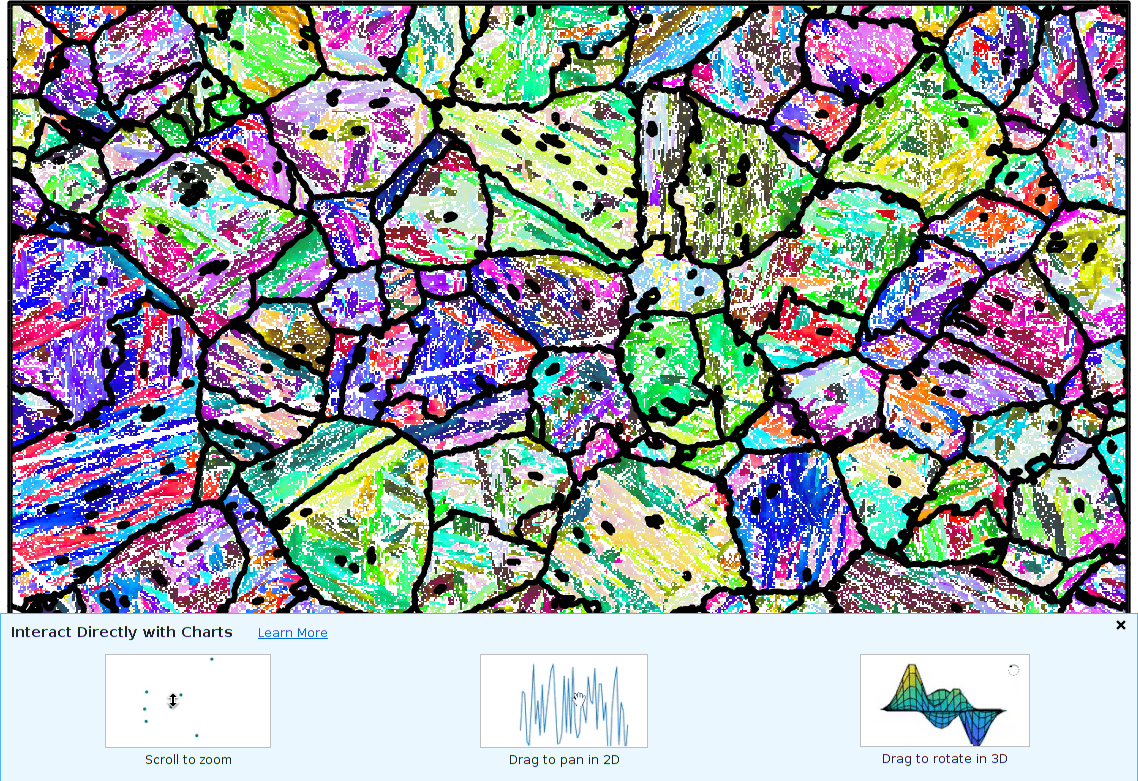 Interact Directly with Charts Learn More
Scroll to zoom
Drag to pan in 2D
Drag to rotate in 3D